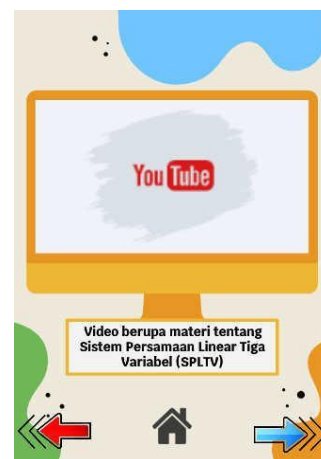 YouTube
Video berupa materi tentang
Sistem Persamaan Linear Tiga
Variabel (SPLTV)